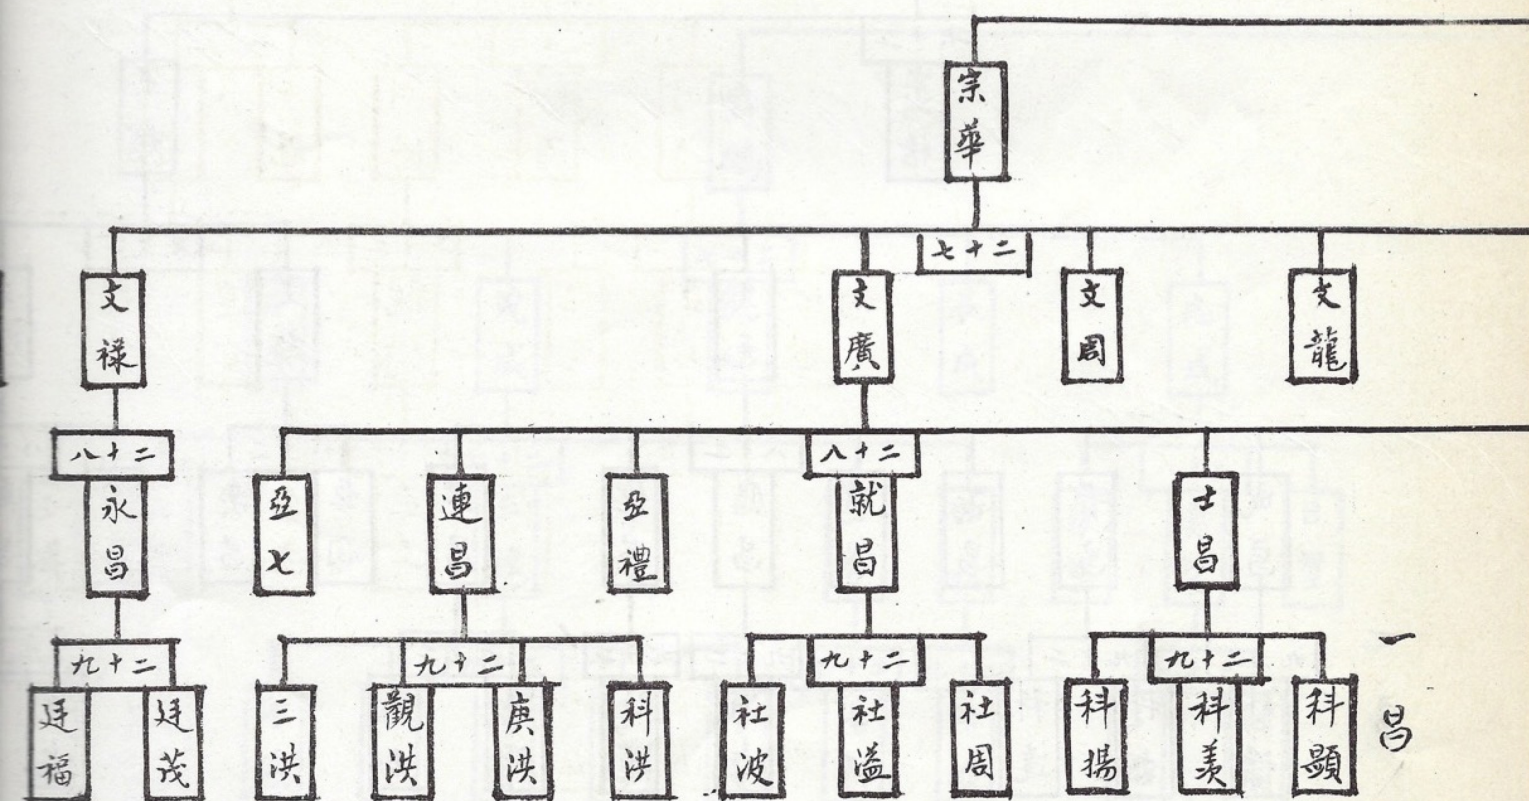 宗華
二十七
文龍
文周
文廣
文祿
二十八
二十八
士昌
就昌
亞禮
連昌
亞七
永昌
二十九
二十九
二十九
二十九
科顯
科羨
科揚
社周
社溢
社波
科洪
庚洪
觀洪
三洪
廷茂
廷福
一昌